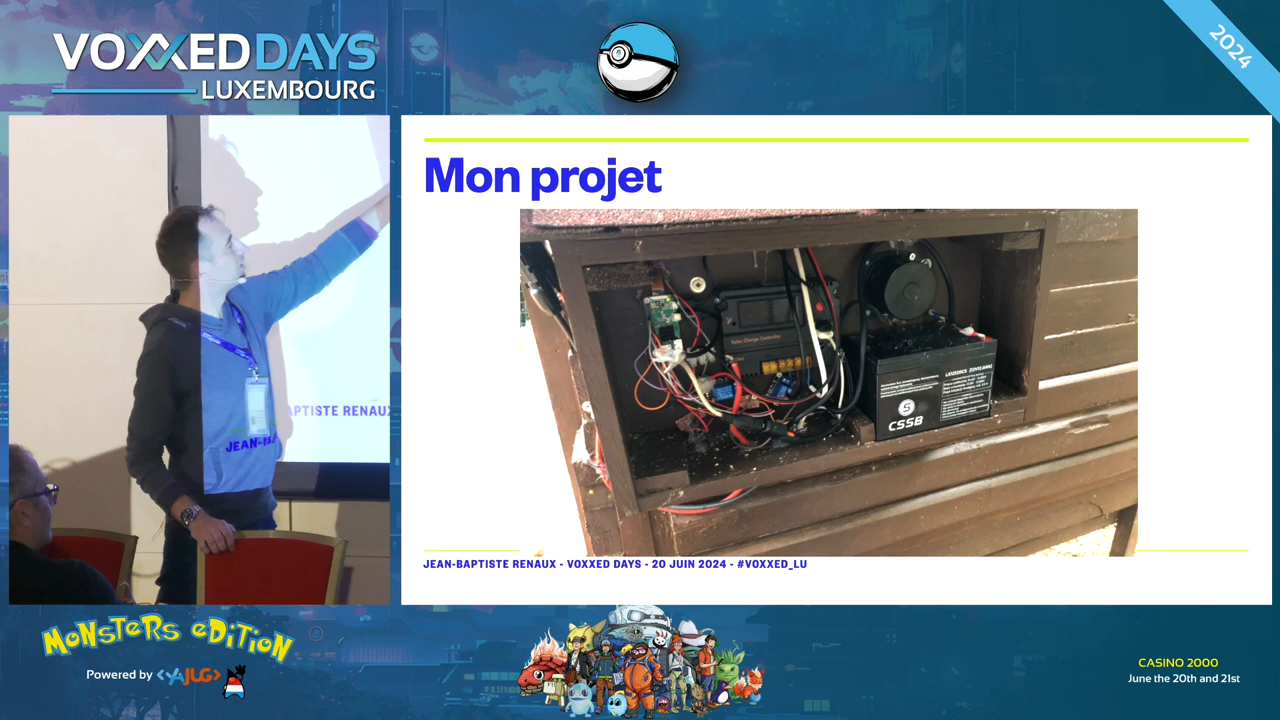 VOXXED DAYS
LUXEMBOURG
2024
Mon projet
Solar Charge Controller
CSSB
APTISTE RENAUX
JEAN-BA
JEAN-BAPTISTE RENAUX - VOXXED DAYS - 20 JUIN 2024 - #VOXXED_LU
MONSTERS EDITION
Powered by <YAJUG>
CASINO 2000
June the 20th and 21st